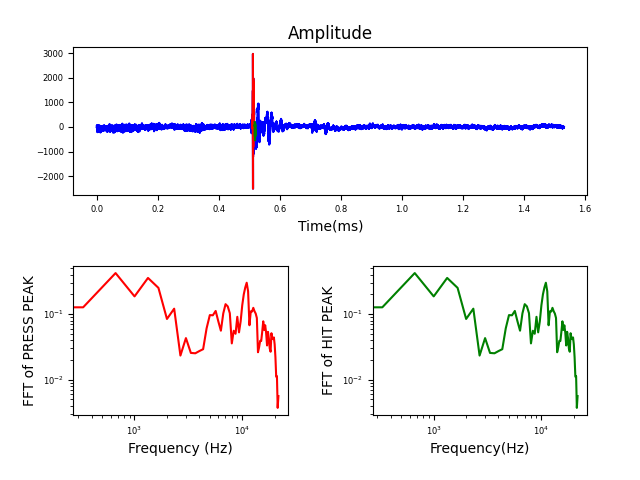 Amplitude
3000
2000
1000
0
−1000
−2000
0.0 0.2 0.4 0.6 0.8 1.0 1.2 1.4 1.6
Time(ms)
FFT of PRESS PEAK
10⁻¹
10⁻²
10³ 10⁴
Frequency (Hz)
FFT of HIT PEAK
10⁻¹
10⁻²
10³ 10⁴
Frequency(Hz)